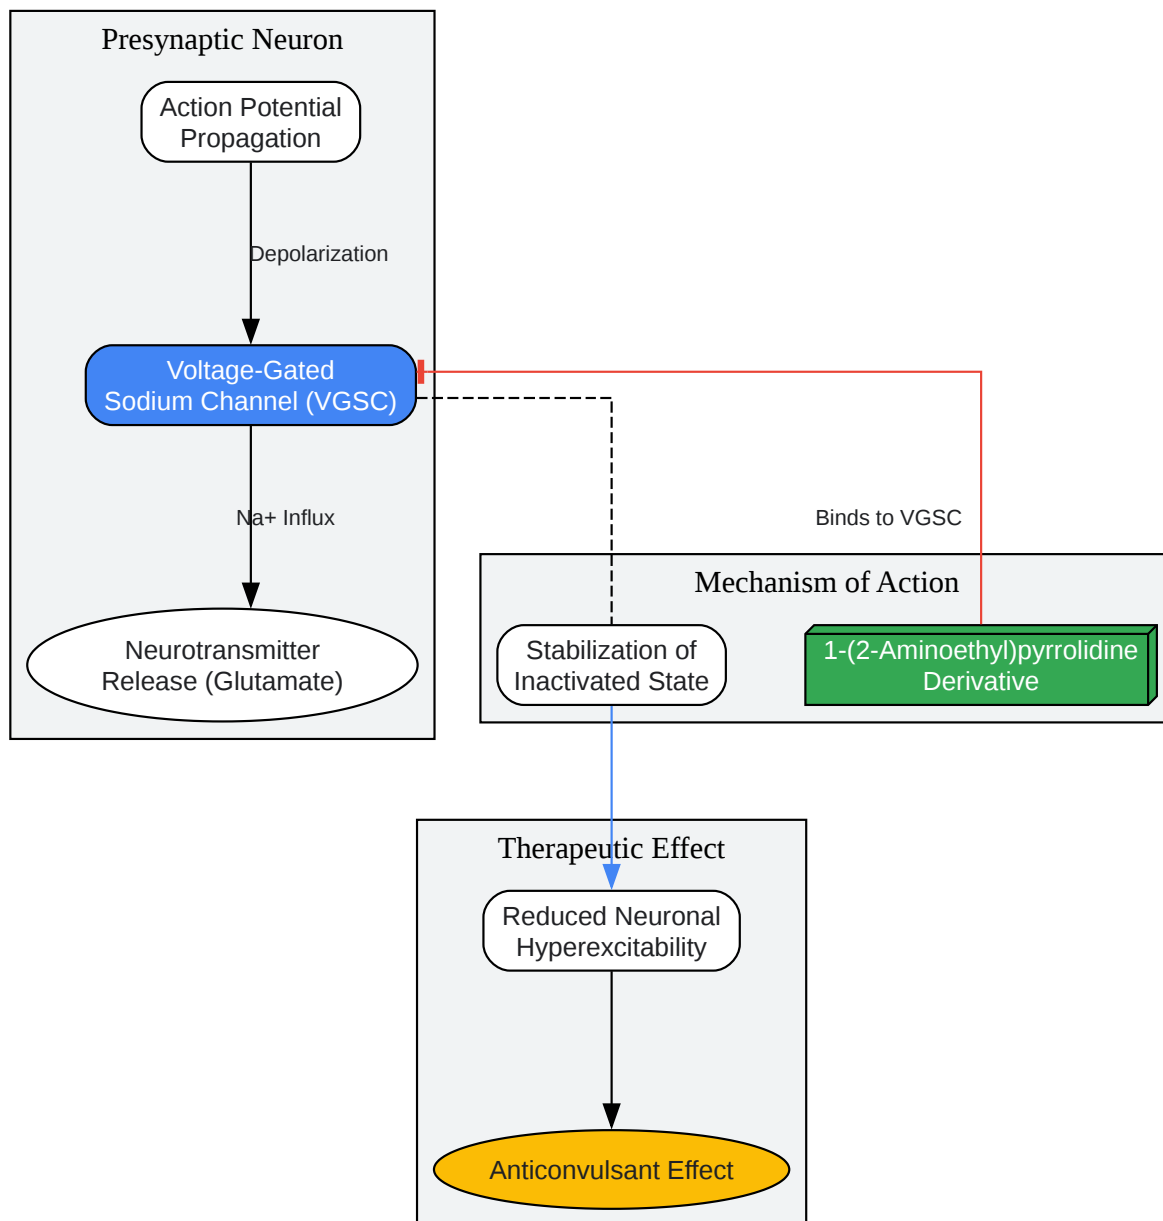 Presynaptic Neuron
Action Potential
Propagation
Depolarization
Voltage-Gated
Sodium Channel (VGSC)
Na+ Influx
Binds to VGSC
Neurotransmitter
Release (Glutamate)
Mechanism of Action
Stabilization of
Inactivated State
1-(2-Aminoethyl)pyrrolidine
Derivative
Therapeutic Effect
Reduced Neuronal
Hyperexcitability
Anticonvulsant Effect